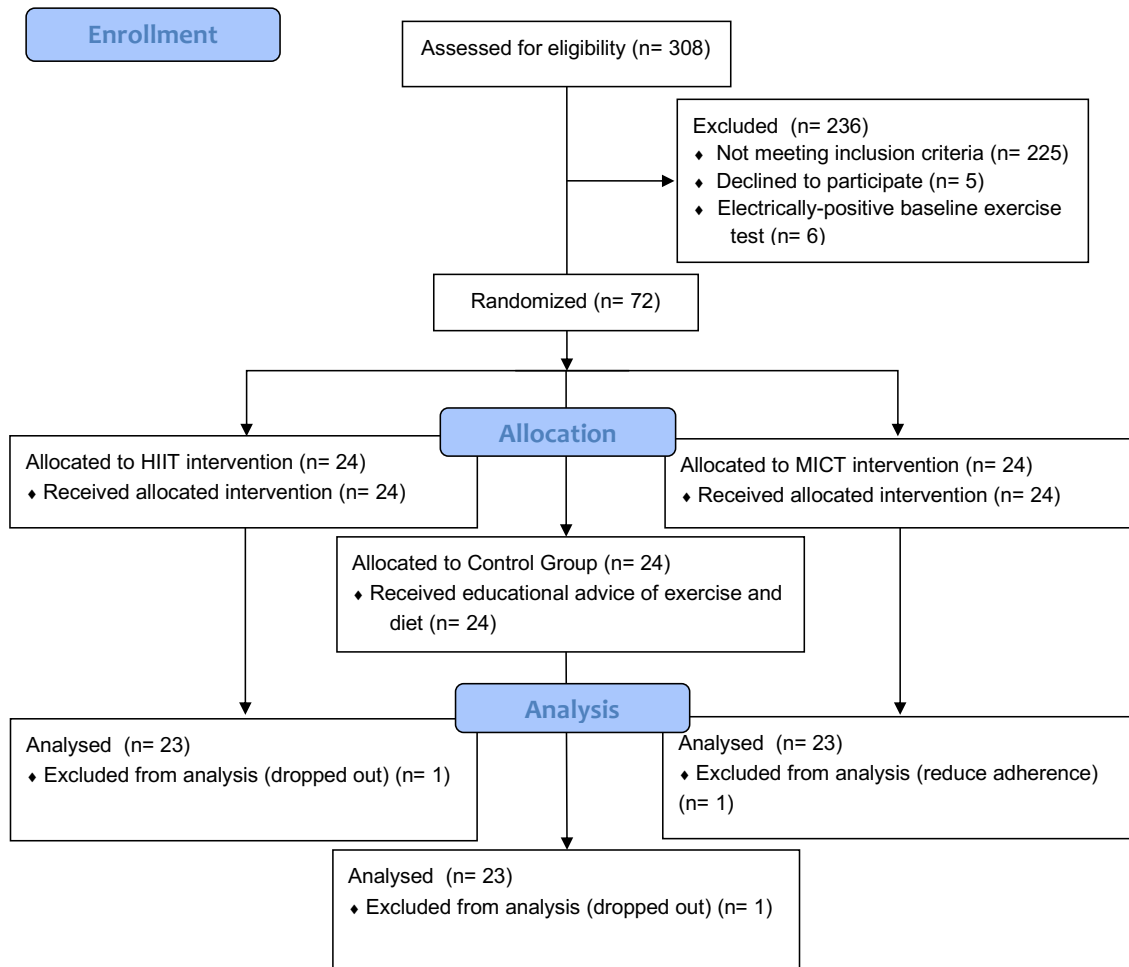 Enrollment
Assessed for eligibility (n= 308)
Excluded (n= 236)
♦ Not meeting inclusion criteria (n= 225)
♦ Declined to participate (n= 5)
♦ Electrically-positive baseline exercise
test (n= 6)
Randomized (n= 72)
Allocation
Allocated to HIIT intervention (n= 24)
♦ Received allocated intervention (n= 24)
Allocated to MICT intervention (n= 24)
♦ Received allocated intervention (n= 24)
Allocated to Control Group (n= 24)
♦ Received educational advice of exercise and
diet (n= 24)
Analysis
Analysed (n= 23)
♦ Excluded from analysis (dropped out) (n= 1)
Analysed (n= 23)
♦ Excluded from analysis (reduce adherence)
(n= 1)
Analysed (n= 23)
♦ Excluded from analysis (dropped out) (n= 1)